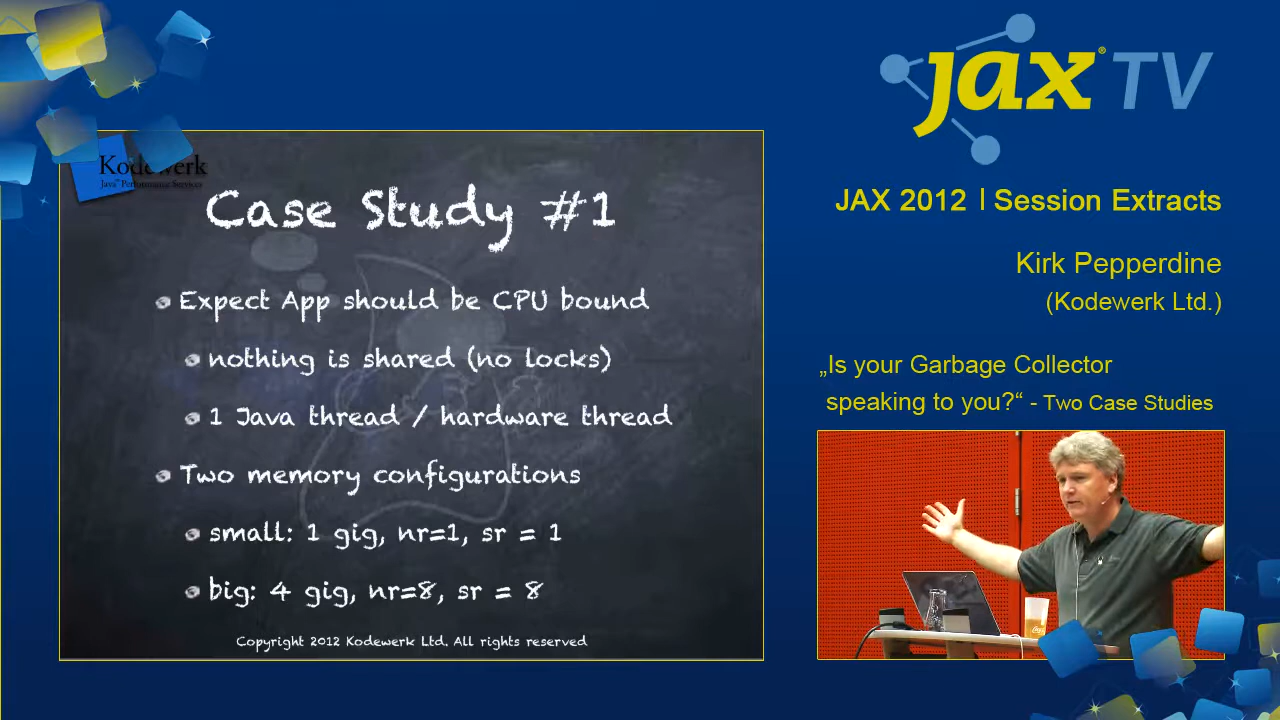 Kodewerk
Java™ Performance Services
Case Study #1
Expect App should be CPU bound
nothing is shared (no locks)
1 Java thread / hardware thread
Two memory configurations
small: 1 gig, nr=1, sr = 1
big: 4 gig, nr=8, sr = 8
Copyright 2012 Kodewerk Ltd. All rights reserved
jax® TV
JAX 2012 | Session Extracts
Kirk Pepperdine
(Kodewerk Ltd.)
„Is your Garbage Collector
speaking to you?“ - Two Case Studies